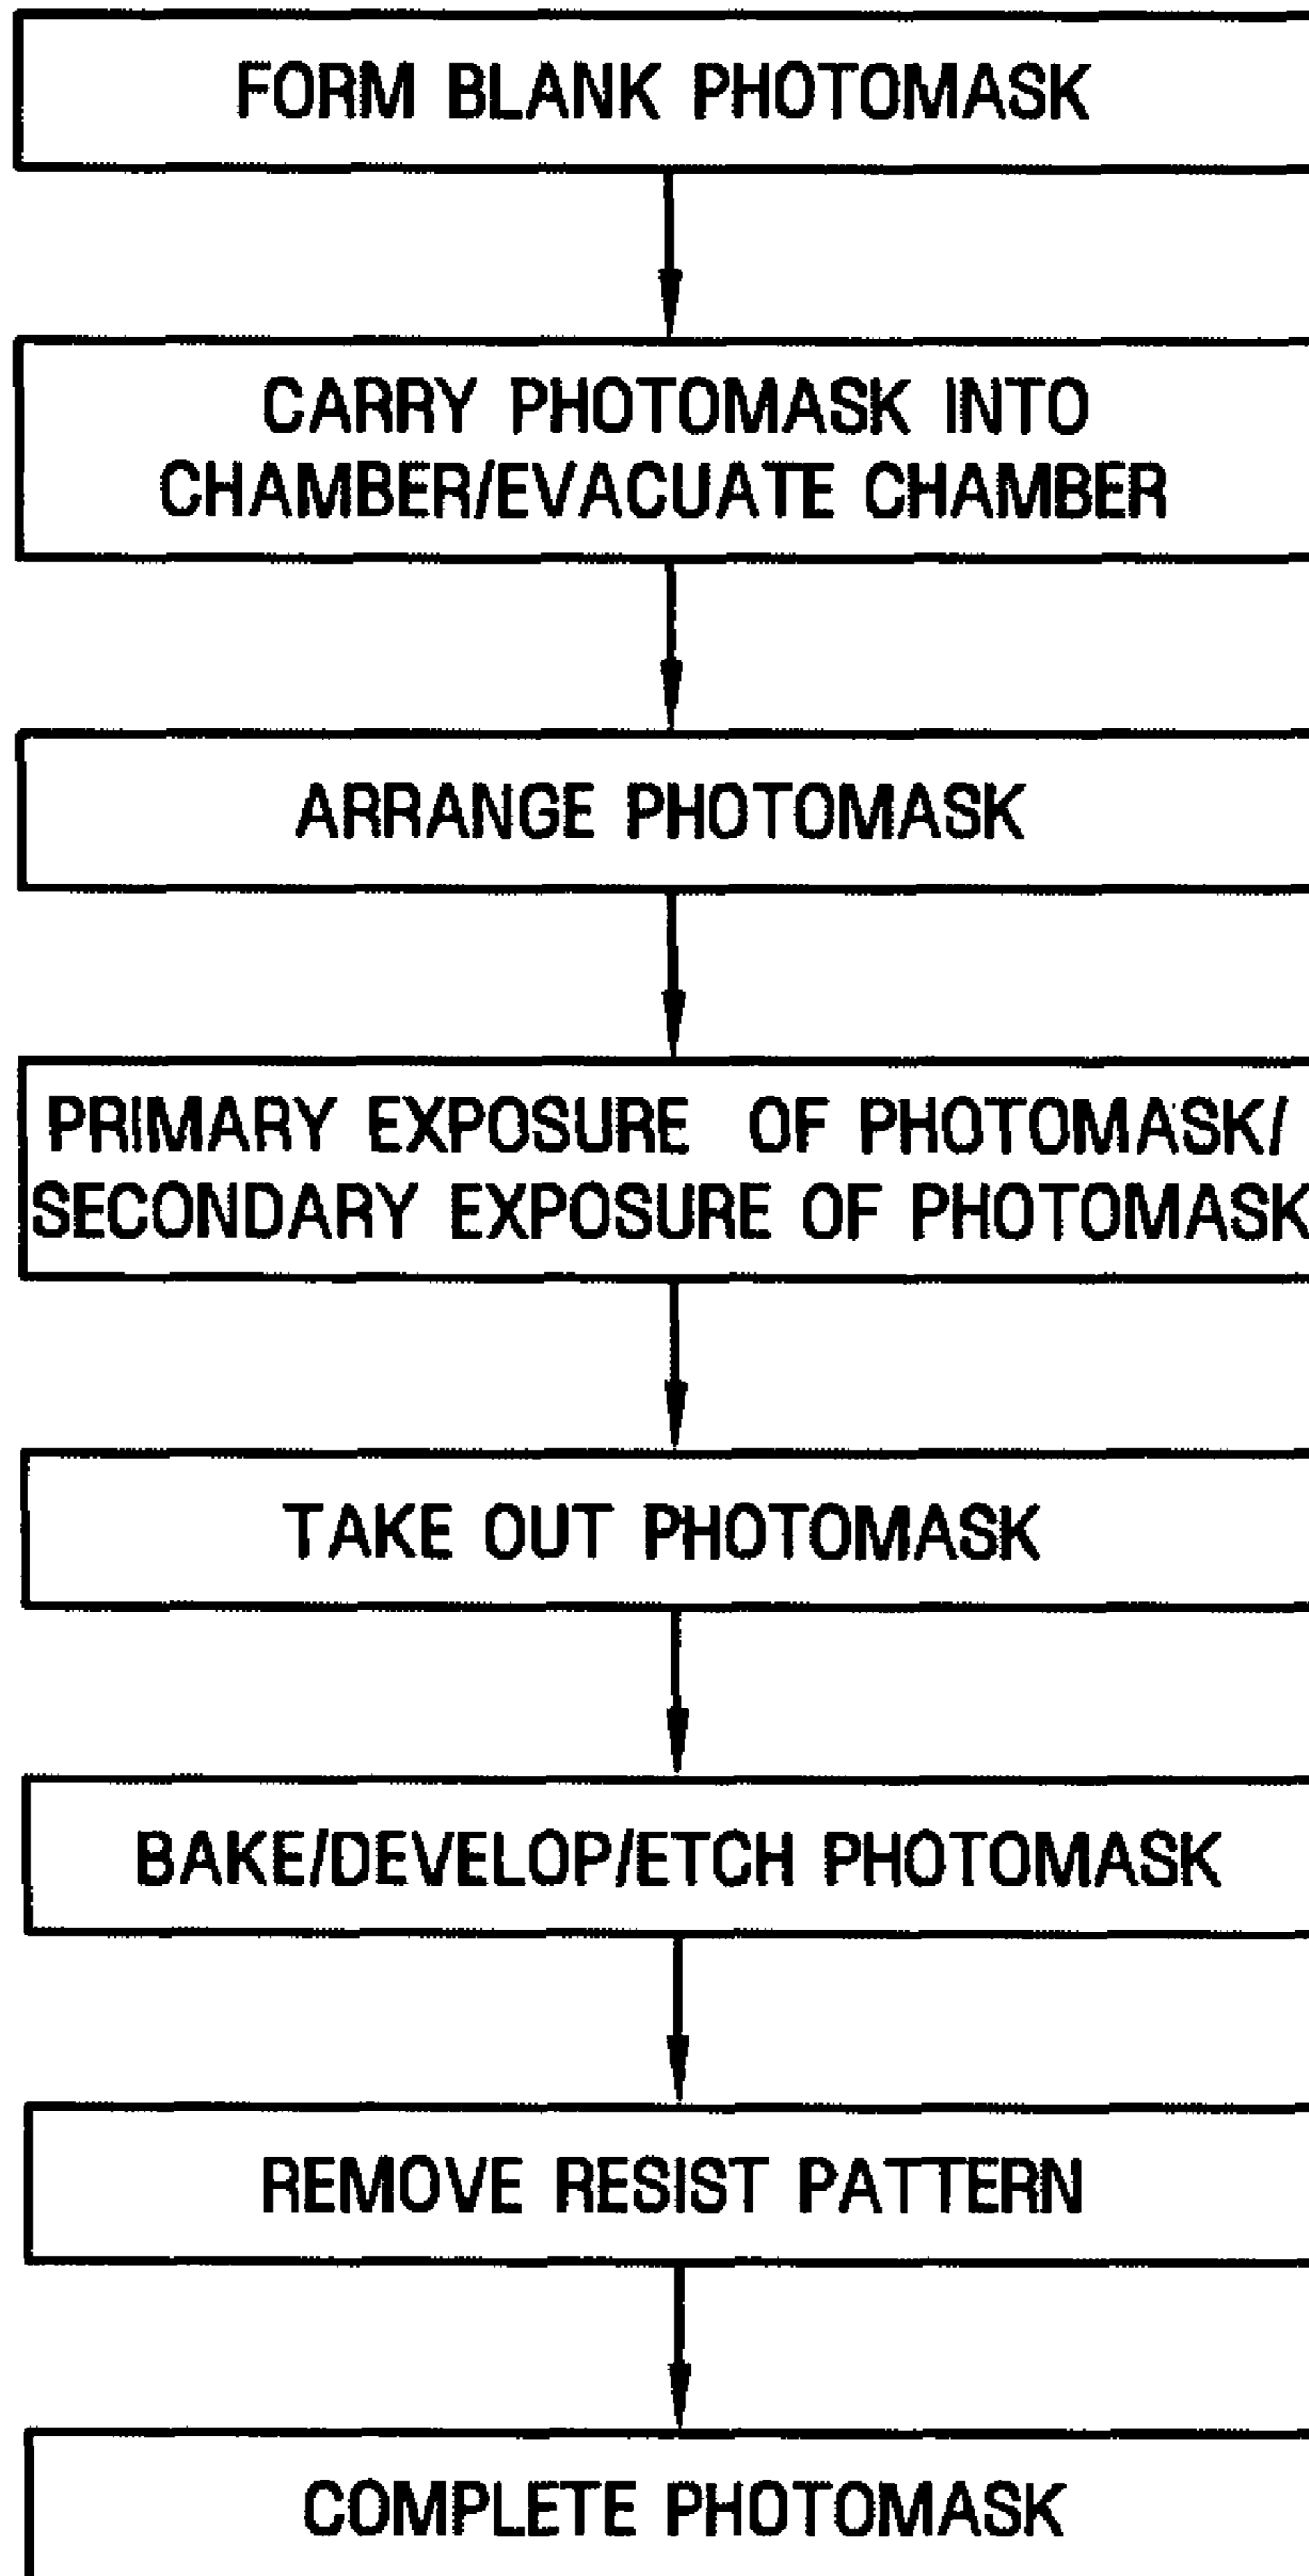 FORM BLANK PHOTOMASK
CARRY PHOTOMASK INTO
CHAMBER/EVACUATE CHAMBER
ARRANGE PHOTOMASK
PRIMARY EXPOSURE OF PHOTOMASK/
SECONDARY EXPOSURE OF PHOTOMASK
TAKE OUT PHOTOMASK
BAKE/DEVELOP/ETCH PHOTOMASK
REMOVE RESIST PATTERN
COMPLETE PHOTOMASK